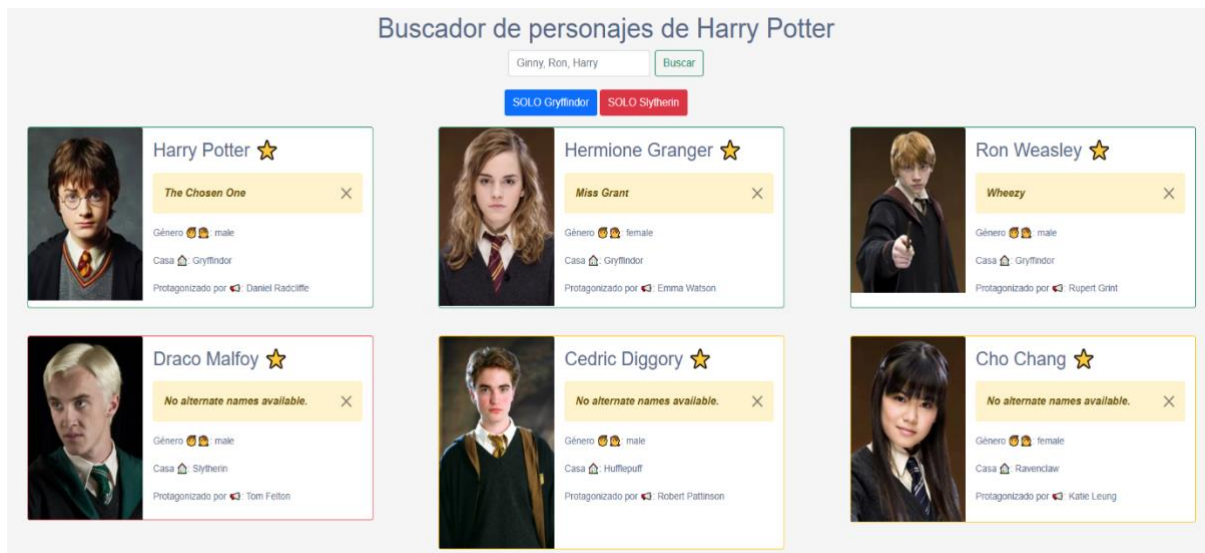 Buscador de personajes de Harry Potter
Ginny, Ron, Harry
Buscar
SOLO Gryffindor
SOLO Slytherin
Harry Potter ⭐
The Chosen One ×
Género 🧑👩: male
Casa 🏠: Gryffindor
Protagonizado por 📢: Daniel Radcliffe
Hermione Granger ⭐
Miss Grant ×
Género 🧑👩: female
Casa 🏠: Gryffindor
Protagonizado por 📢: Emma Watson
Ron Weasley ⭐
Wheezy ×
Género 🧑👩: male
Casa 🏠: Gryffindor
Protagonizado por 📢: Rupert Grint
Draco Malfoy ⭐
No alternate names available. ×
Género 🧑👩: male
Casa 🏠: Slytherin
Protagonizado por 📢: Tom Felton
Cedric Diggory ⭐
No alternate names available. ×
Género 🧑👩: male
Casa 🏠: Hufflepuff
Protagonizado por 📢: Robert Pattinson
Cho Chang ⭐
No alternate names available. ×
Género 🧑👩: female
Casa 🏠: Ravenclaw
Protagonizado por 📢: Katie Leung